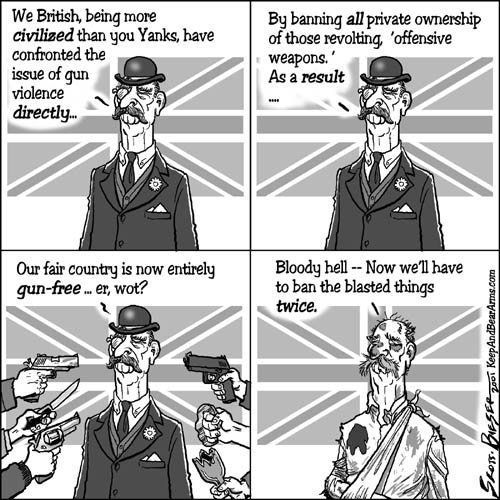 We British, being more
civilized than you Yanks, have
confronted the
issue of gun
violence
directly...
By banning all private ownership
of those revolting, 'offensive
weapons.'
As a result
....
Our fair country is now entirely
gun-free ... er, wot?
Bloody hell -- Now we'll have
to ban the blasted things
twice.
Scott Bieser 2001 KeepAndBearArms.com